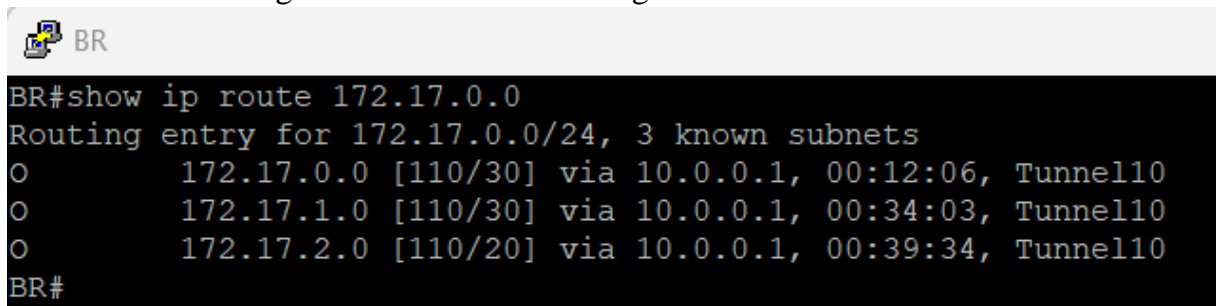 BR
BR#show ip route 172.17.0.0
Routing entry for 172.17.0.0/24, 3 known subnets
O        172.17.0.0 [110/30] via 10.0.0.1, 00:12:06, Tunnel10
O        172.17.1.0 [110/30] via 10.0.0.1, 00:34:03, Tunnel10
O        172.17.2.0 [110/20] via 10.0.0.1, 00:39:34, Tunnel10
BR#